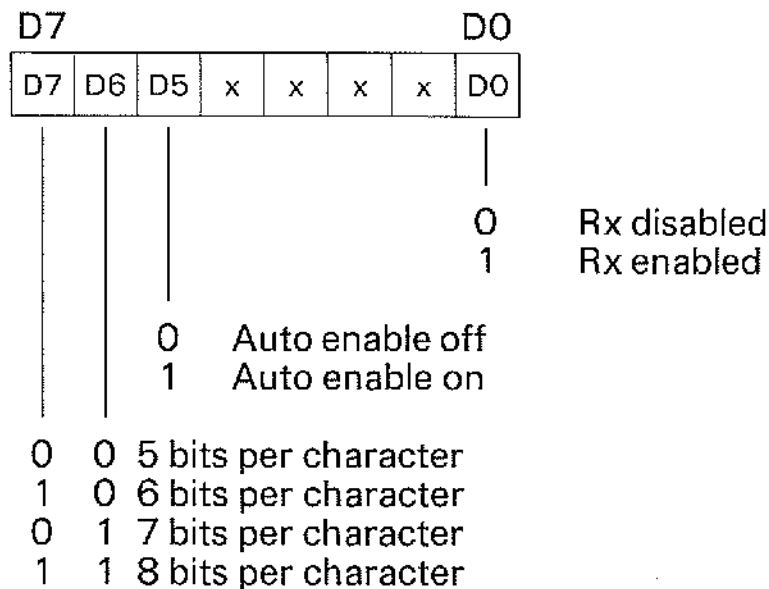 D7 D0
D7 D6 D5 x x x x D0
0 Rx disabled
1 Rx enabled
0 Auto enable off
1 Auto enable on
0 0 5 bits per character
1 0 6 bits per character
0 1 7 bits per character
1 1 8 bits per character